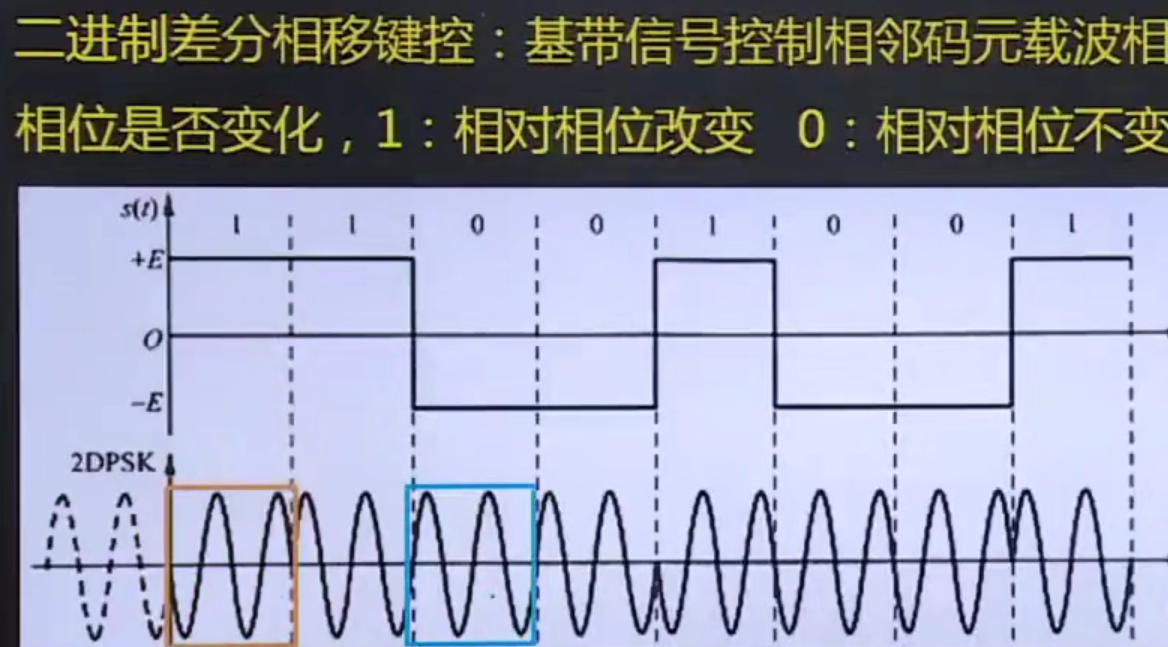 二进制差分相移键控：基带信号控制相邻码元载波相
相位是否变化，1：相对相位改变 0：相对相位不变
s(t)
1 1 0 0 1 0 0 1
+E
O
-E
2DPSK